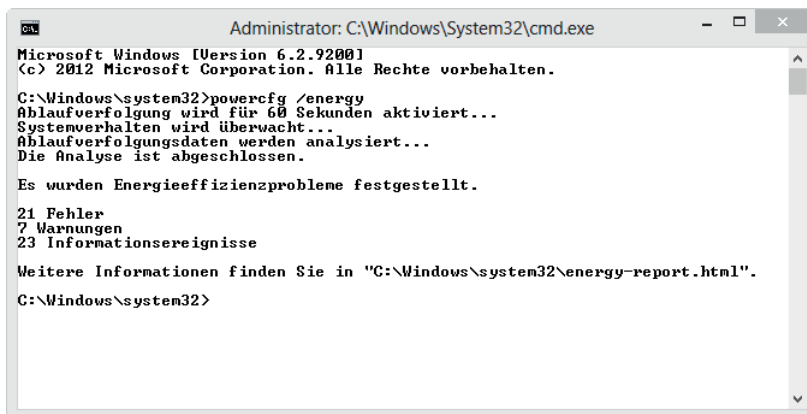 Administrator: C:\Windows\System32\cmd.exe
Microsoft Windows [Version 6.2.9200]
(c) 2012 Microsoft Corporation. Alle Rechte vorbehalten.
C:\Windows\system32>powercfg /energy
Ablaufverfolgung wird für 60 Sekunden aktiviert...
Systemverhalten wird überwacht...
Ablaufverfolgungsdaten werden analysiert...
Die Analyse ist abgeschlossen.
Es wurden Energieeffizienzprobleme festgestellt.
21 Fehler
7 Warnungen
23 Informationsereignisse
Weitere Informationen finden Sie in "C:\Windows\system32\energy-report.html".
C:\Windows\system32>